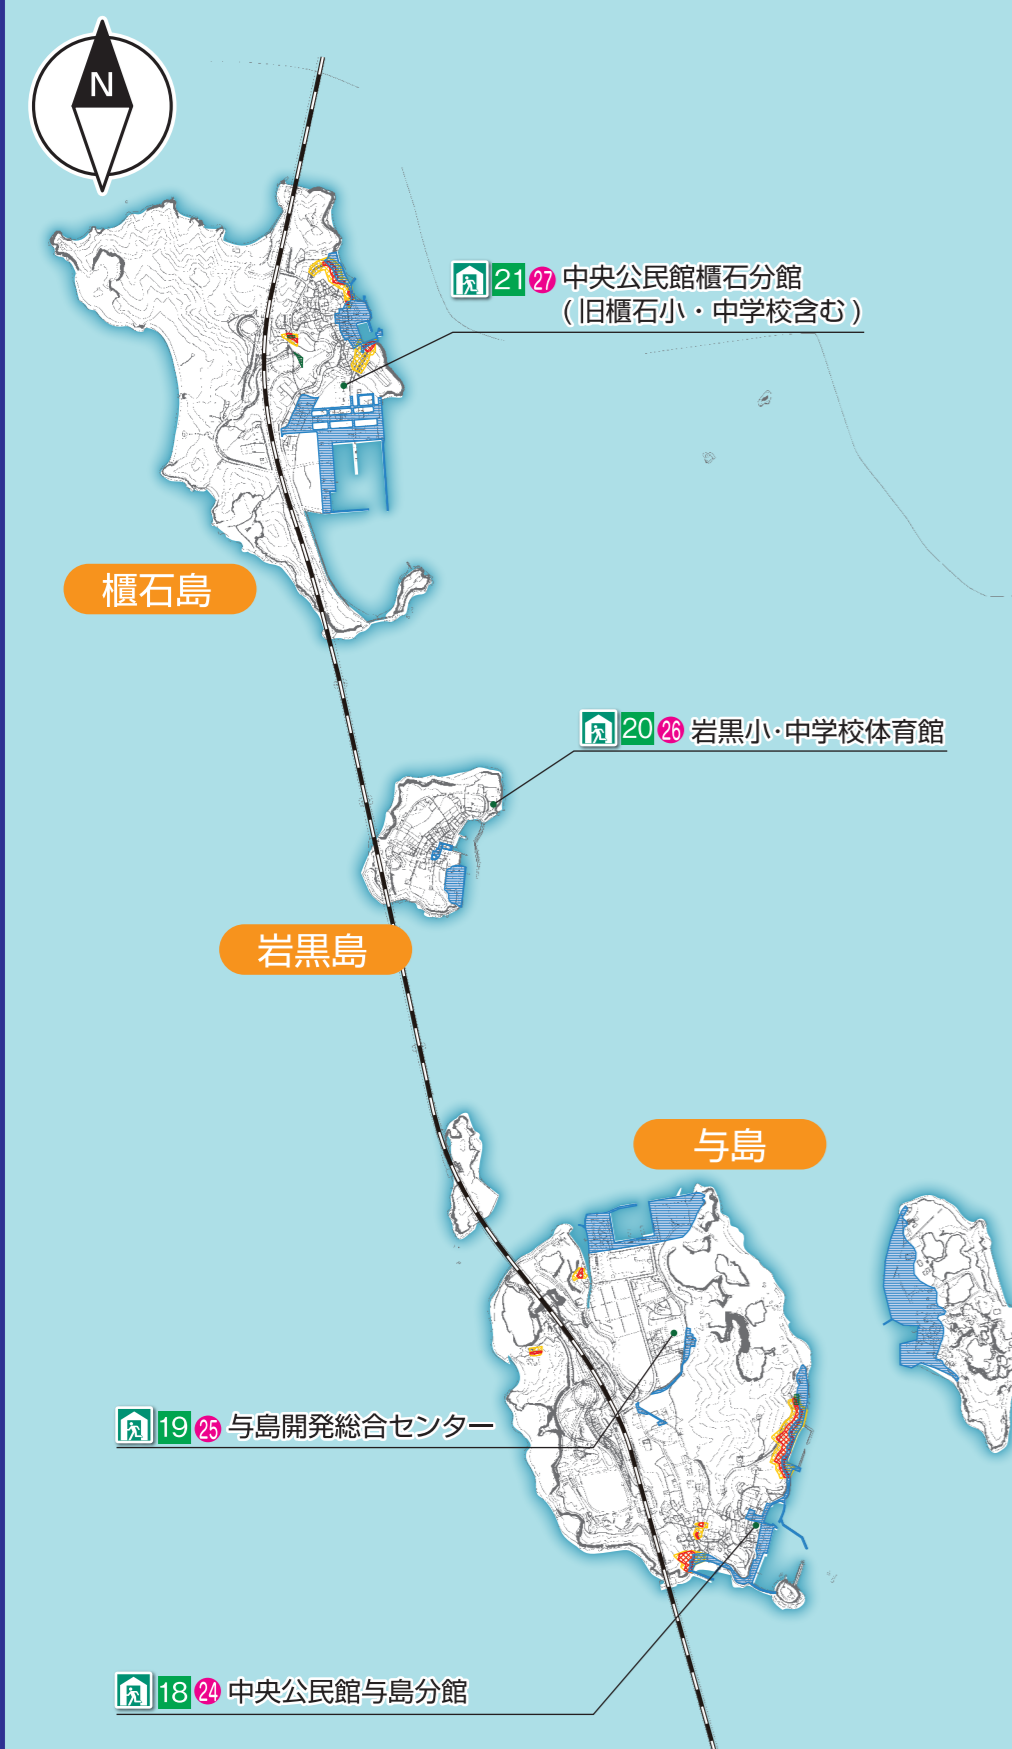 N
21 27 中央公民館櫃石分館
(旧櫃石小・中学校含む)
櫃石島
20 26 岩黒小・中学校体育館
岩黒島
与島
19 25 与島開発総合センター
18 24 中央公民館与島分館